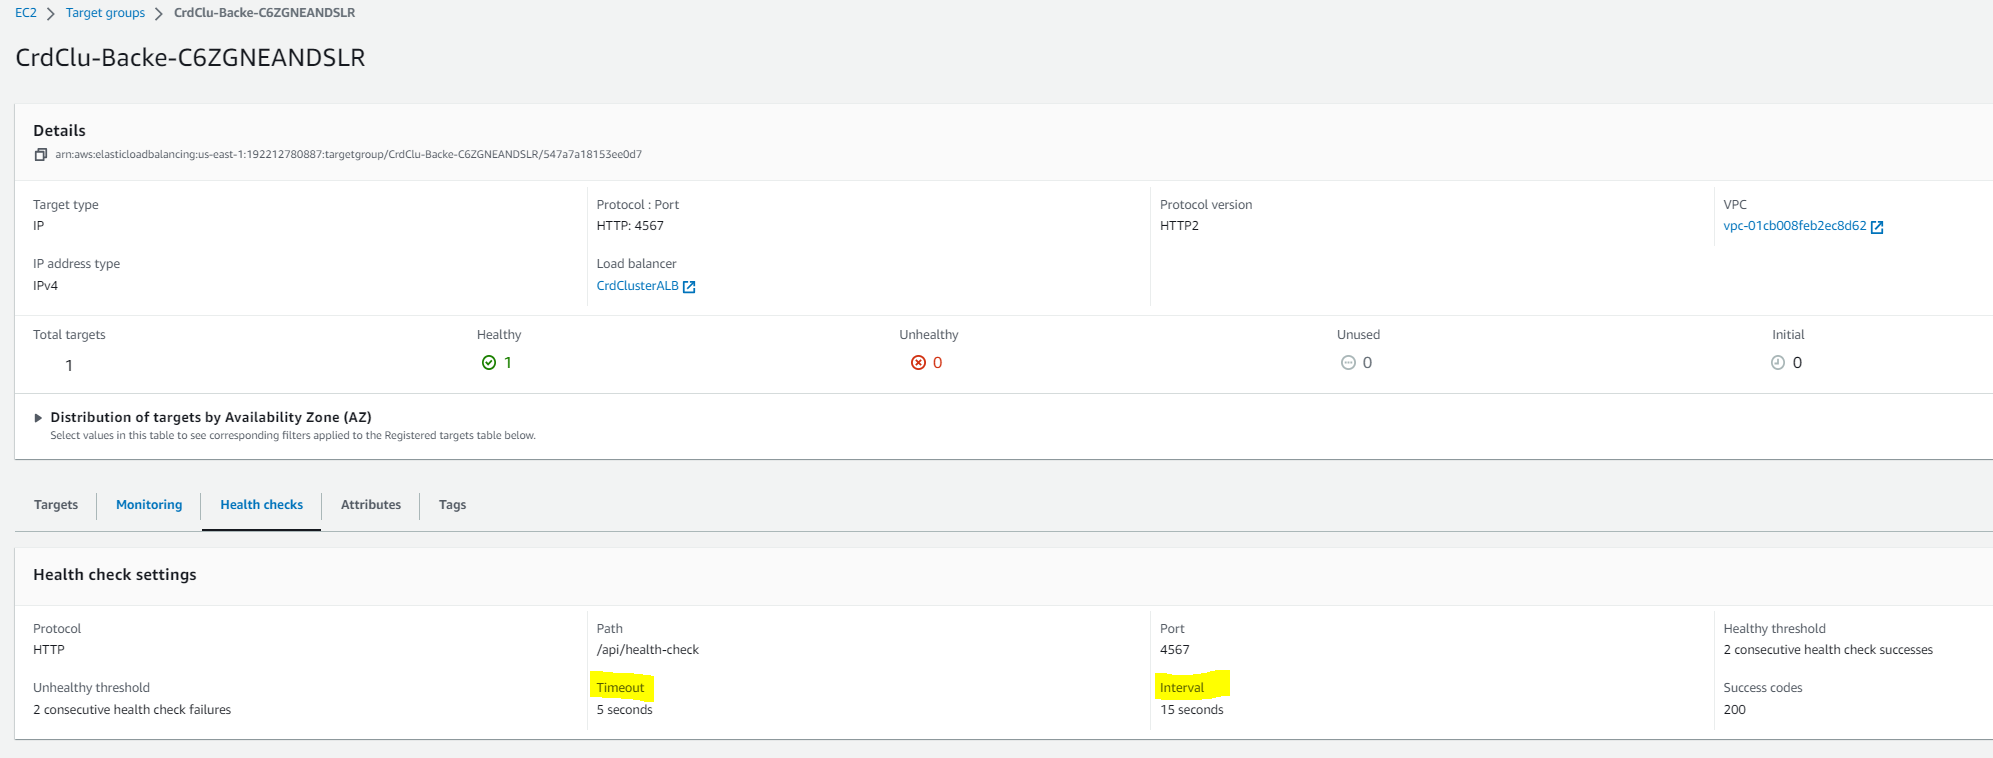 EC2 > Target groups > CrdClu-Backe-C6ZGNEANDSLR
CrdClu-Backe-C6ZGNEANDSLR
Details
arn:aws:elasticloadbalancing:us-east-1:192212780887:targetgroup/CrdClu-Backe-C6ZGNEANDSLR/547a7a18153ee0d7
Target type
IP
Protocol : Port
HTTP: 4567
Protocol version
HTTP2
VPC
vpc-01cb008feb2ec8d62
IP address type
IPv4
Load balancer
CrdClusterALB
Total targets
1
Healthy
1
Unhealthy
0
Unused
0
Initial
0
Distribution of targets by Availability Zone (AZ)
Select values in this table to see corresponding filters applied to the Registered targets table below.
Targets
Monitoring
Health checks
Attributes
Tags
Health check settings
Protocol
HTTP
Path
/api/health-check
Port
4567
Healthy threshold
2 consecutive health check successes
Unhealthy threshold
2 consecutive health check failures
Timeout
5 seconds
Interval
15 seconds
Success codes
200